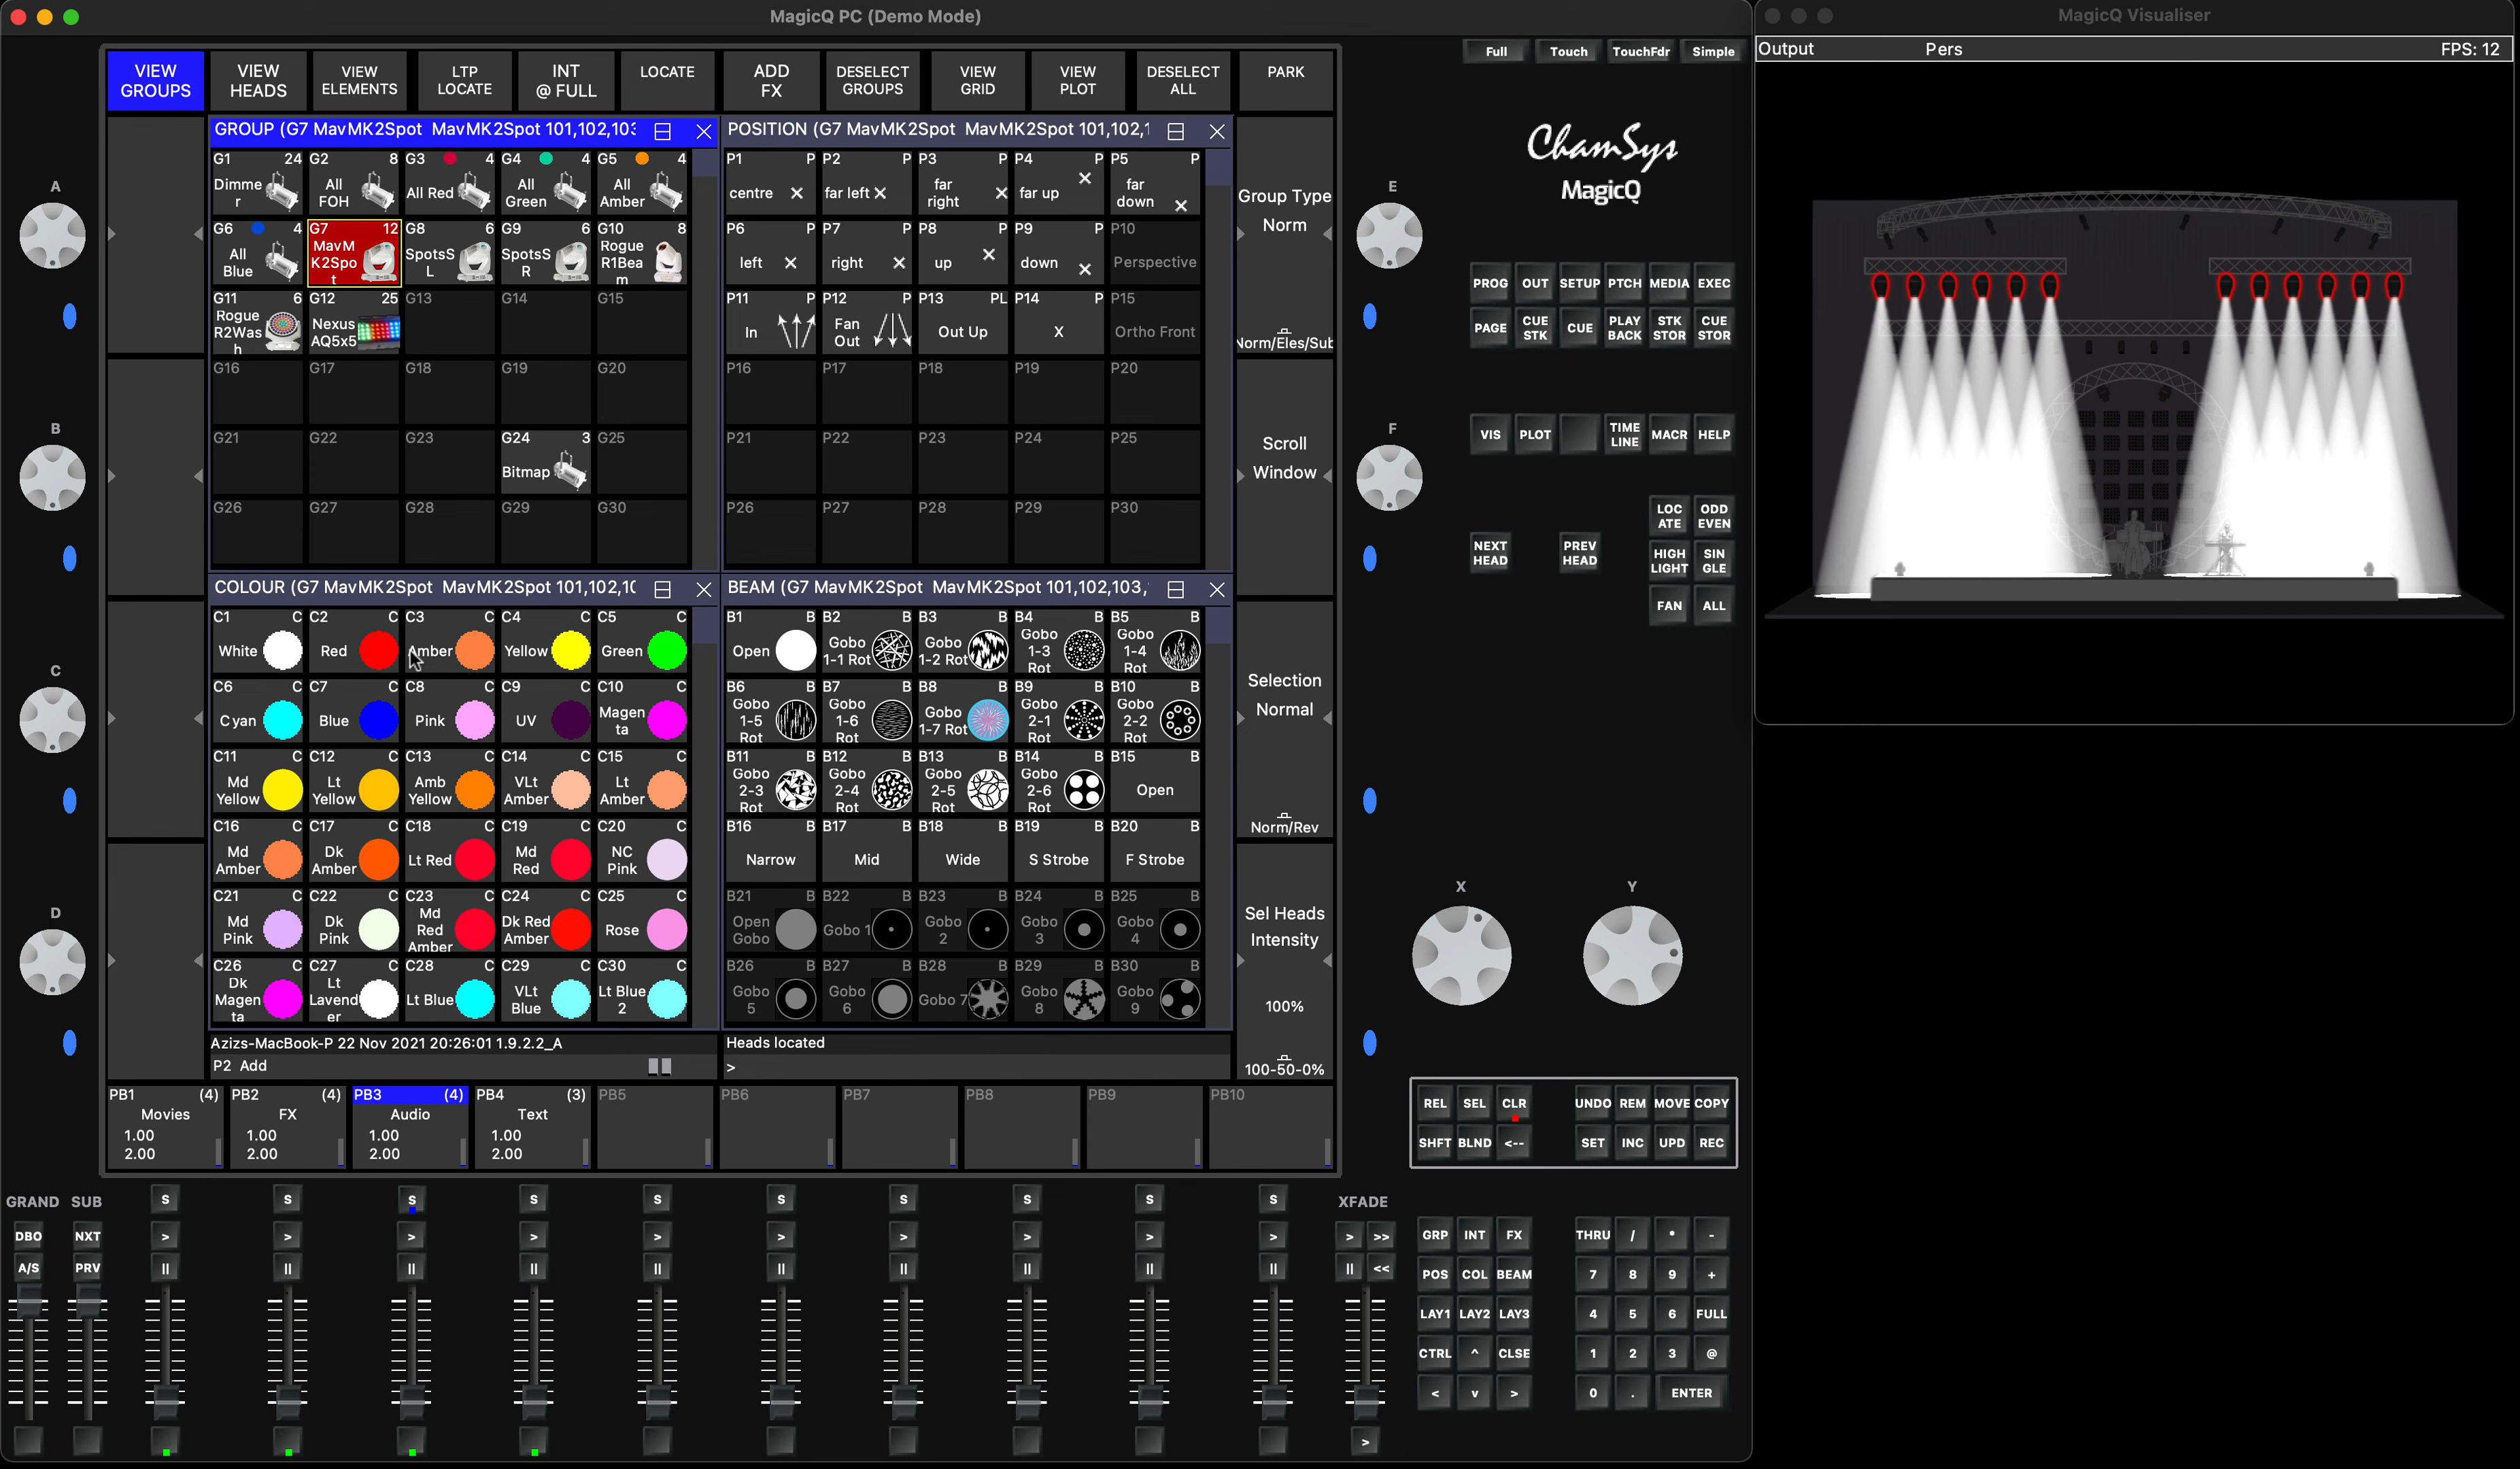 MagicQ PC (Demo Mode)
MagicQ Visualiser
Output Pers FPS: 12
Full Touch TouchFdr Simple
VIEW GROUPS
VIEW HEADS
VIEW ELEMENTS
LTP LOCATE
INT @ FULL
LOCATE
ADD FX
DESELECT GROUPS
VIEW GRID
VIEW PLOT
DESELECT ALL
PARK
GROUP (G7 MavMK2Spot MavMK2Spot 101,102,103
G1 24 Dimmer
G2 8 All FOH
G3 4 All Red
G4 4 All Green
G5 4 All Amber
G6 4 All Blue
G7 12 MavMK2Spot
G8 6 SpotsSL
G9 6 SpotsSR
G10 8 Rogue R1Beam
G11 6 Rogue R2Wash
G12 25 Nexus AQ5x5
G13 G14 G15
G16 G17 G18 G19 G20
G21 G22 G23
G24 3 Bitmap
G25
G26 G27 G28 G29 G30
POSITION (G7 MavMK2Spot MavMK2Spot 101,102,1
P1 P centre
P2 P far left
P3 P far right
P4 P far up
P5 P far down
P6 P left
P7 P right
P8 P up
P9 P down
P10 Perspective
P11 P In
P12 P Fan Out
P13 PL Out Up
P14 P X
P15 Ortho Front
P16 P17 P18 P19 P20
P21 P22 P23 P24 P25
P26 P27 P28 P29 P30
COLOUR (G7 MavMK2Spot MavMK2Spot 101,102,10
C1 C White
C2 C Red
C3 C Amber
C4 C Yellow
C5 C Green
C6 C Cyan
C7 C Blue
C8 C Pink
C9 C UV
C10 C Magenta
C11 C Md Yellow
C12 C Lt Yellow
C13 C Amb Yellow
C14 C VLt Amber
C15 C Lt Amber
C16 C Md Amber
C17 C Dk Amber
C18 C Lt Red
C19 C Md Red
C20 C NC Pink
C21 C Md Pink
C22 C Dk Pink
C23 C Md Red Amber
C24 C Dk Red Amber
C25 C Rose
C26 C Dk Magenta
C27 C Lt Lavender
C28 C Lt Blue
C29 C VLt Blue
C30 C Lt Blue 2
BEAM (G7 MavMK2Spot MavMK2Spot 101,102,103,
B1 B Open
B2 B Gobo 1-1 Rot
B3 B Gobo 1-2 Rot
B4 B Gobo 1-3 Rot
B5 B Gobo 1-4 Rot
B6 B Gobo 1-5 Rot
B7 B Gobo 1-6 Rot
B8 B Gobo 1-7 Rot
B9 B Gobo 2-1 Rot
B10 B Gobo 2-2 Rot
B11 B Gobo 2-3 Rot
B12 B Gobo 2-4 Rot
B13 B Gobo 2-5 Rot
B14 B Gobo 2-6 Rot
B15 B Open
B16 B Narrow
B17 B Mid
B18 B Wide
B19 B S Strobe
B20 B F Strobe
B21 B Open Gobo
B22 B Gobo 1
B23 B Gobo 2
B24 B Gobo 3
B25 B Gobo 4
B26 B Gobo 5
B27 B Gobo 6
B28 B Gobo 7
B29 B Gobo 8
B30 B Gobo 9
Group Type
Norm
Norm/Eles/Sub
Scroll
Window
Selection
Normal
Norm/Rev
Sel Heads
Intensity
100%
100-50-0%
Azizs-MacBook-P 22 Nov 2021 20:26:01 1.9.2.2_A
P2 Add
Heads located
>
PB1 (4) Movies 1.00 2.00
PB2 (4) FX 1.00 2.00
PB3 (4) Audio 1.00 2.00
PB4 (3) Text 1.00 2.00
PB5 PB6 PB7 PB8 PB9 PB10
A
B
C
D
E
F
ChamSys
MagicQ
PROG OUT SETUP PTCH MEDIA EXEC
PAGE CUE STK CUE PLAY BACK STK STOR CUE STOR
VIS PLOT TIME LINE MACR HELP
LOC ATE ODD EVEN
NEXT HEAD PREV HEAD HIGH LIGHT SIN GLE
FAN ALL
X Y
REL SEL CLR UNDO REM MOVE COPY
SHFT BLND <-- SET INC UPD REC
GRAND SUB S S S S S S S S S S XFADE
DBO NXT > > > > > > > > > > > >>
A/S PRV II II II II II II II II II II II <<
>
GRP INT FX THRU / * -
POS COL BEAM 7 8 9 +
LAY1 LAY2 LAY3 4 5 6 FULL
CTRL ^ CLSE 1 2 3 @
< v > 0 . ENTER